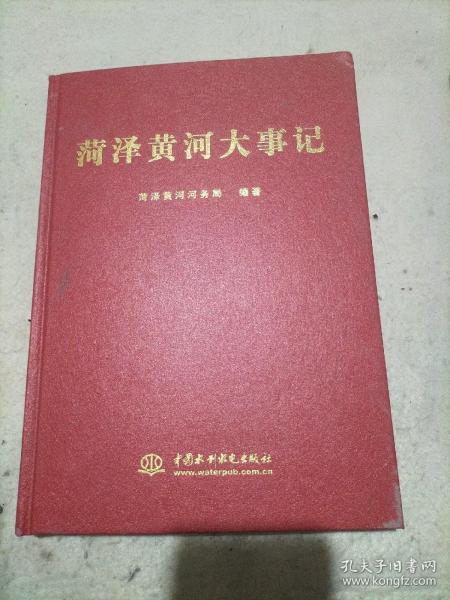 菏泽黄河大事记
菏泽黄河河务局 编著
中国水利水电出版社
www.waterpub.com.cn
孔夫子旧书网
www.kongfz.com